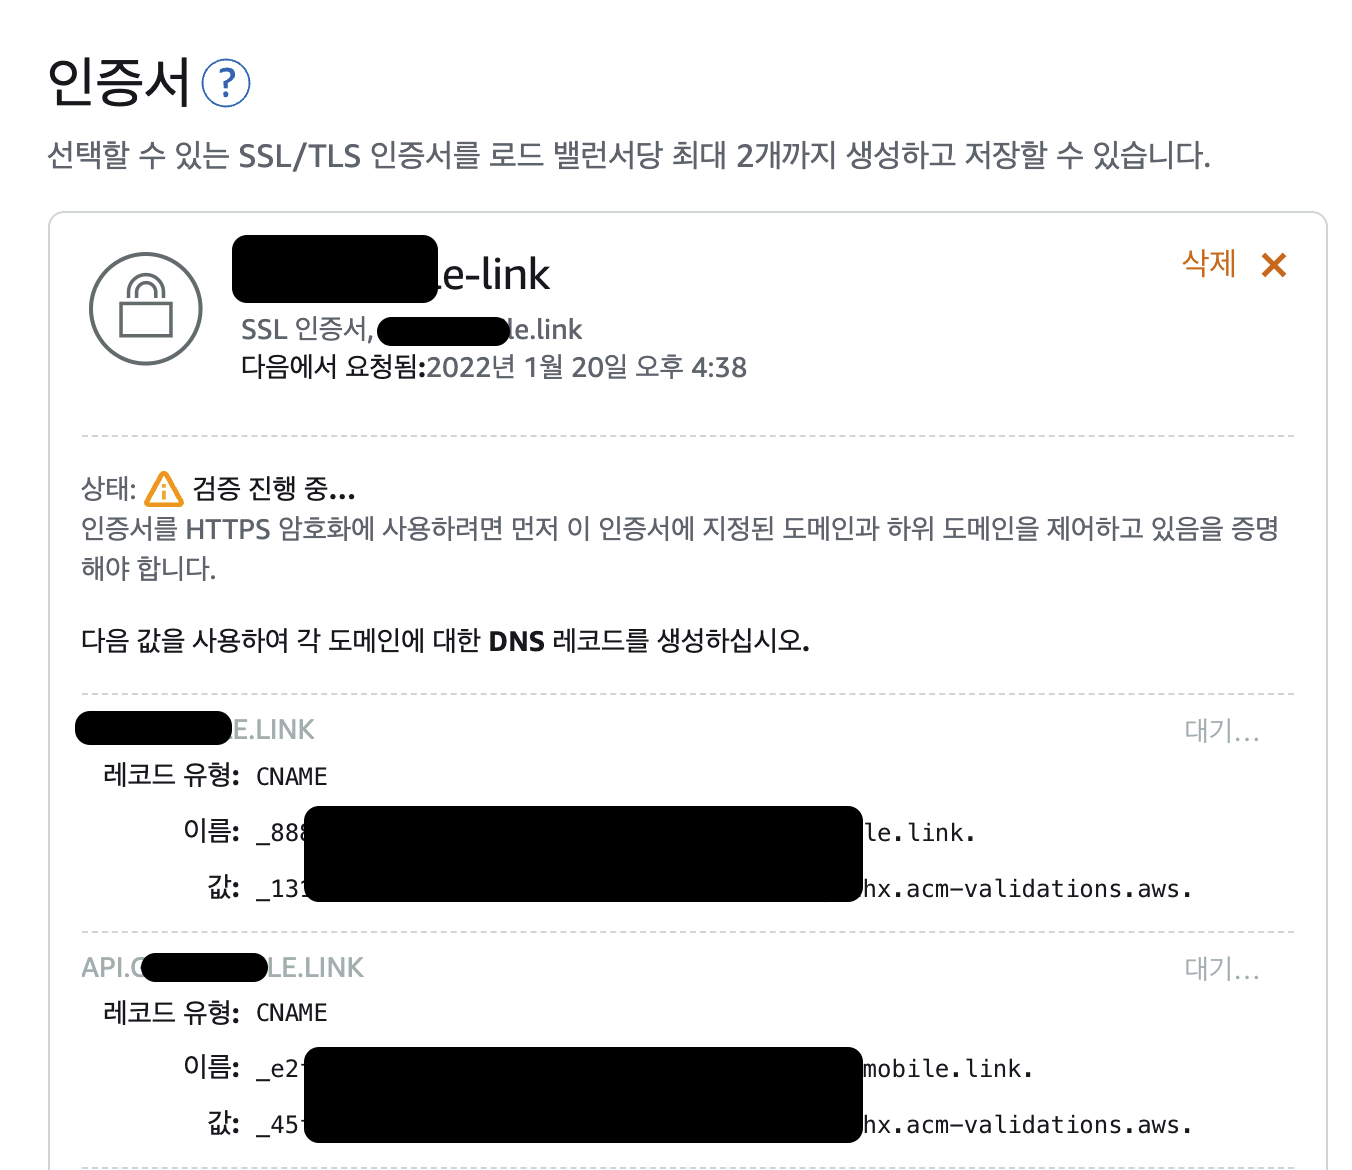 인증서 ?
선택할 수 있는 SSL/TLS 인증서를 로드 밸런서당 최대 2개까지 생성하고 저장할 수 있습니다.
e-link
삭제
SSL 인증서, le.link
다음에서 요청됨:2022년 1월 20일 오후 4:38
상태: 검증 진행 중...
인증서를 HTTPS 암호화에 사용하려면 먼저 이 인증서에 지정된 도메인과 하위 도메인을 제어하고 있음을 증명
해야 합니다.
다음 값을 사용하여 각 도메인에 대한 DNS 레코드를 생성하십시오.
E.LINK 대기...
레코드 유형: CNAME
이름: _888 le.link.
값: _131 hx.acm-validations.aws.
API. LE.LINK 대기...
레코드 유형: CNAME
이름: _e2 mobile.link.
값: _45 hx.acm-validations.aws.